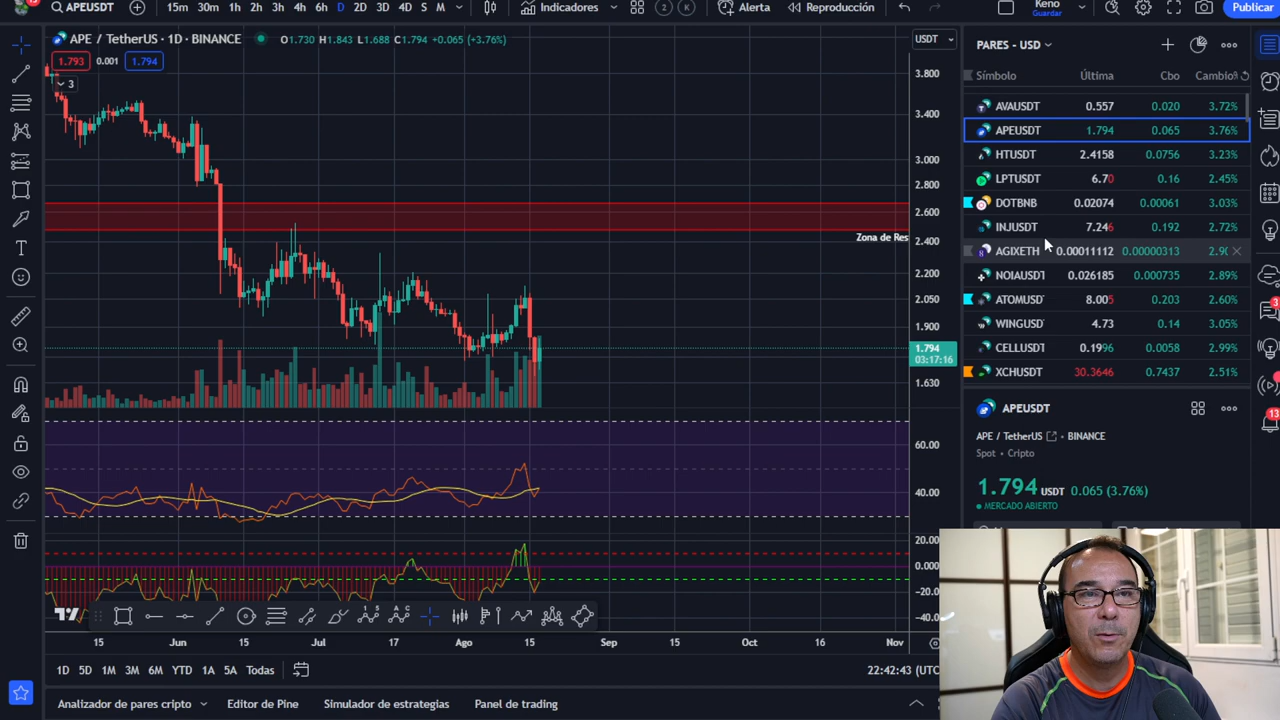 APEUSDT 15m 30m 1h 2h 3h 4h 6h D 2D 3D 4D S M Indicadores 2 K Alerta Reproducción Keno Guardar Publicar
APE / TetherUS · 1D · BINANCE O1.730 H1.843 L1.688 C1.794 +0.065 (+3.76%) USDT
1.793 0.001 1.794
3
3.800
3.400
3.000
2.800
2.600
Zona de Res
2.400
2.200
2.050
1.900
1.794
03:17:16
1.630
60.00
40.00
20.00
0.0000
-20.00
-40.0
15 Jun 15 Jul 17 Ago 15 Sep 15 Oct 16 Nov
1D 5D 1M 3M 6M YTD 1A 5A Todas 22:42:43 (UTC
Analizador de pares cripto Editor de Pine Simulador de estrategias Panel de trading
PARES - USD
Símbolo Última Cbo Cambio%
AVAUSDT 0.557 0.020 3.72%
APEUSDT 1.794 0.065 3.76%
HTUSDT 2.4158 0.0756 3.23%
LPTUSDT 6.70 0.16 2.45%
DOTBNB 0.02074 0.00061 3.03%
INJUSDT 7.246 0.192 2.72%
AGIXETH 0.00011112 0.00000313 2.90
NOIAUSDT 0.026185 0.000735 2.89%
ATOMUSD 8.005 0.203 2.60%
WINGUSD 4.73 0.14 3.05%
CELLUSDT 0.1996 0.0058 2.99%
XCHUSDT 30.3646 0.7437 2.51%
APEUSDT
APE / TetherUS BINANCE
Spot · Cripto
1.794 USDT 0.065 (3.76%)
MERCADO ABIERTO
3
13